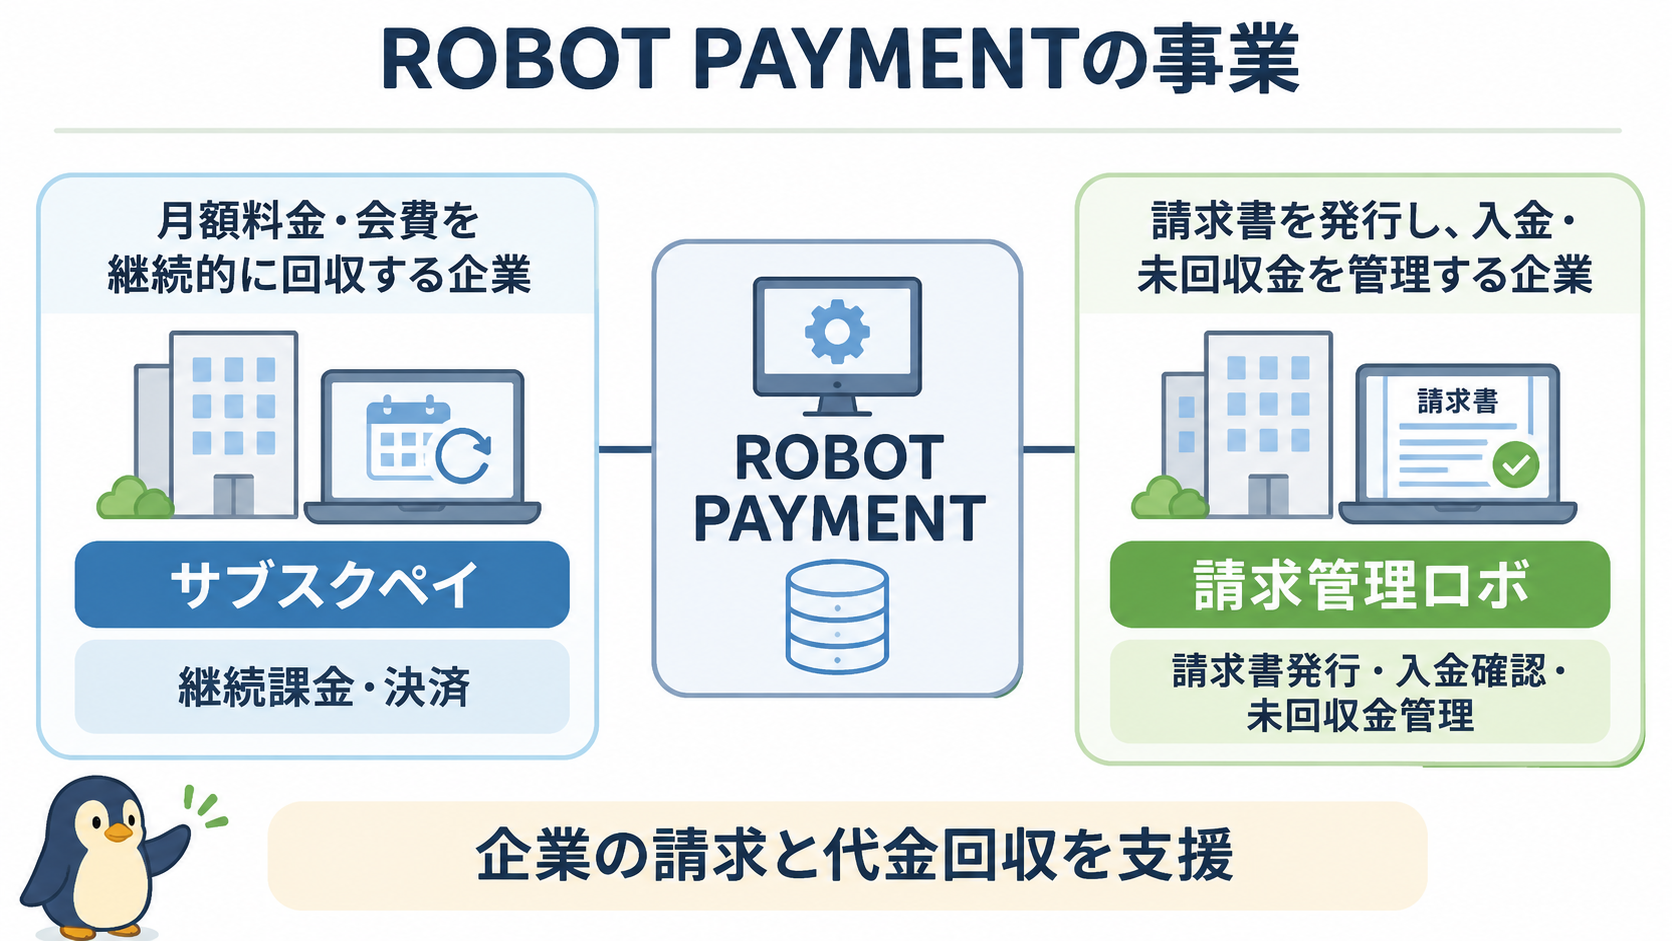 ROBOT PAYMENTの事業
月額料金・会費を
継続的に回収する企業
サブスクペイ
継続課金・決済
ROBOT
PAYMENT
請求書を発行し、入金・
未回収金を管理する企業
請求書
請求管理ロボ
請求書発行・入金確認・
未回収金管理
企業の請求と代金回収を支援